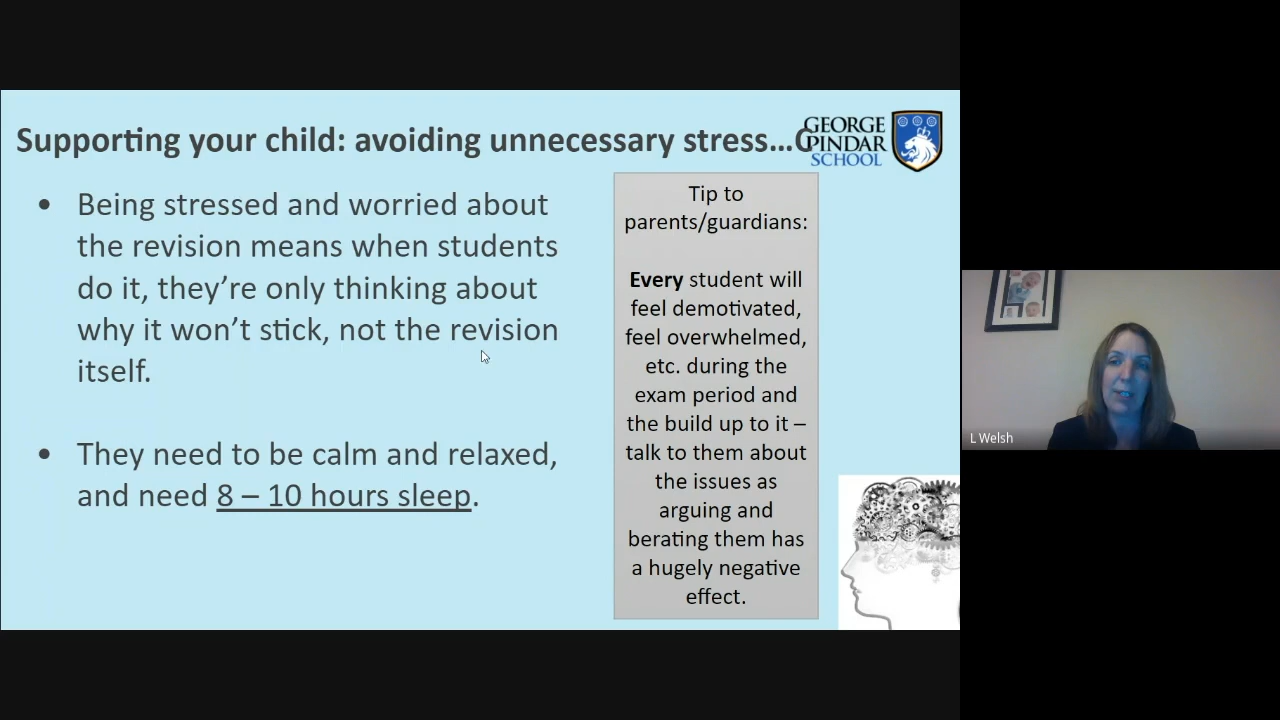 Supporting your child: avoiding unnecessary stress…
GEORGE
PINDAR
SCHOOL
• Being stressed and worried about
the revision means when students
do it, they’re only thinking about
why it won’t stick, not the revision
itself.
• They need to be calm and relaxed,
and need 8 – 10 hours sleep.
Tip to
parents/guardians:
Every student will
feel demotivated,
feel overwhelmed,
etc. during the
exam period and
the build up to it –
talk to them about
the issues as
arguing and
berating them has
a hugely negative
effect.
L Welsh